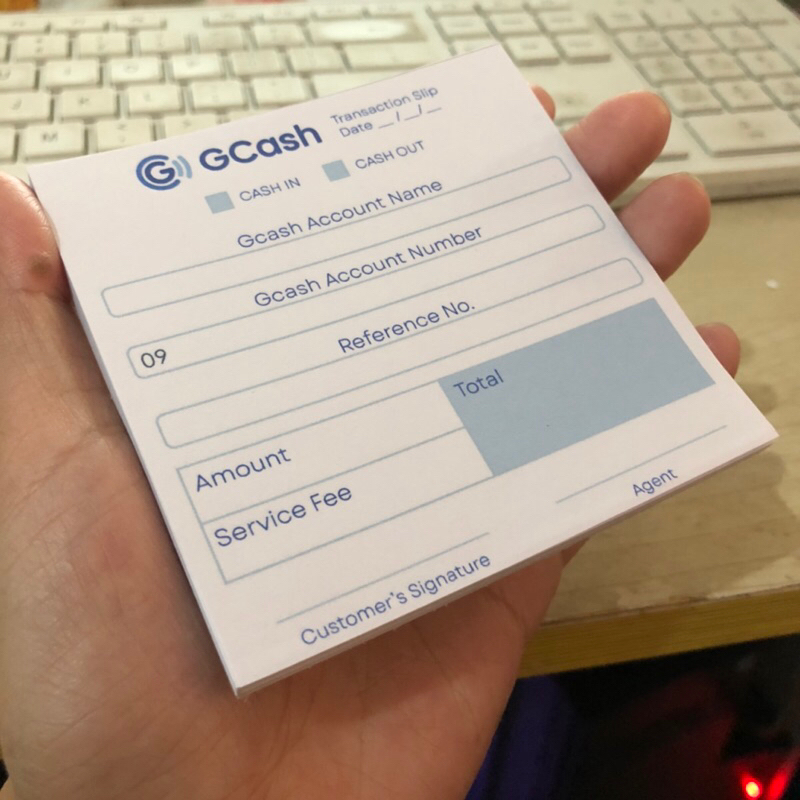 GCash
Transaction Slip
Date __/__/__
CASH IN
CASH OUT
Gcash Account Name
Gcash Account Number
09
Reference No.
Amount
Total
Service Fee
Customer's Signature
Agent